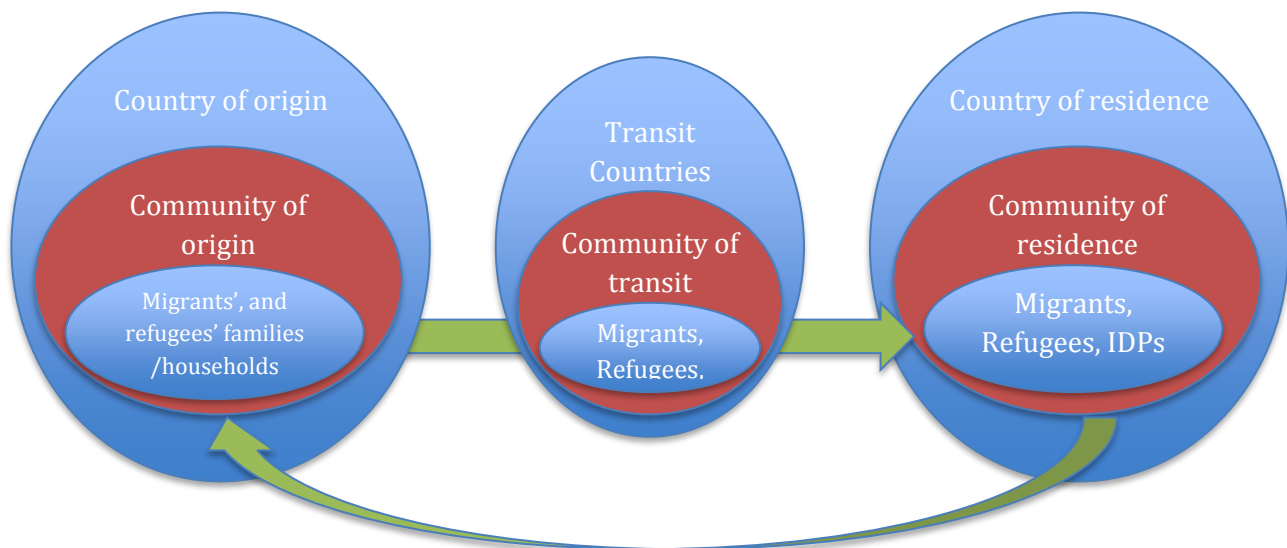 Country of origin
Community of
origin
Migrants’, and
refugees’ families
/households
Transit
Countries
Community of
transit
Migrants,
Refugees,
Country of residence
Community of
residence
Migrants,
Refugees, IDPs